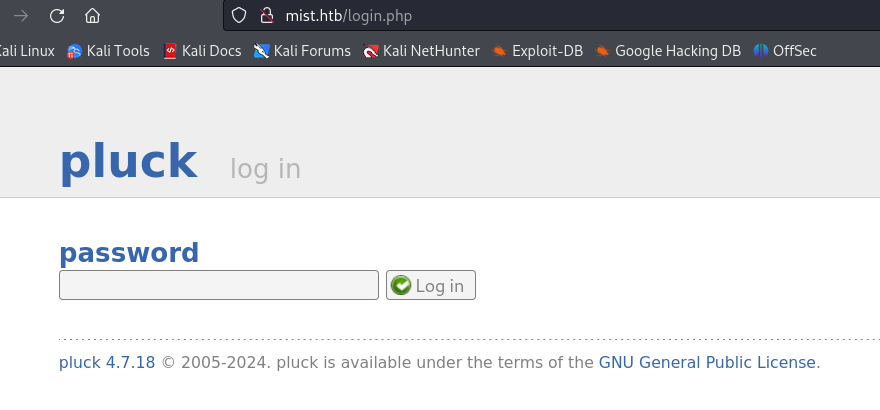 mist.htb/login.php
Kali Linux Kali Tools Kali Docs Kali Forums Kali NetHunter Exploit-DB Google Hacking DB OffSec
pluck log in
password
Log in
pluck 4.7.18 © 2005-2024. pluck is available under the terms of the GNU General Public License.